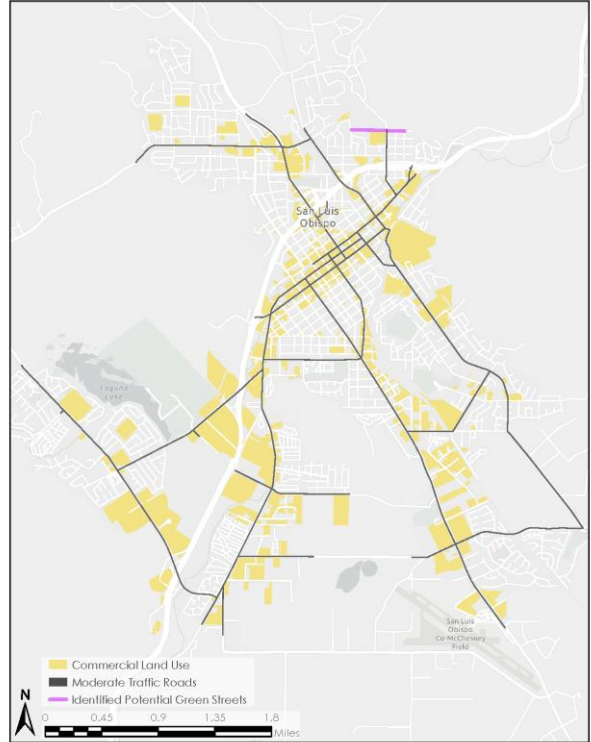 San Luis
Obispo
Laguna
Lake
San Luis
Obispo
Co-McChesney
Field
Commercial Land Use
Moderate Traffic Roads
Identified Potential Green Streets
N
0 0.45 0.9 1.35 1.8
Miles